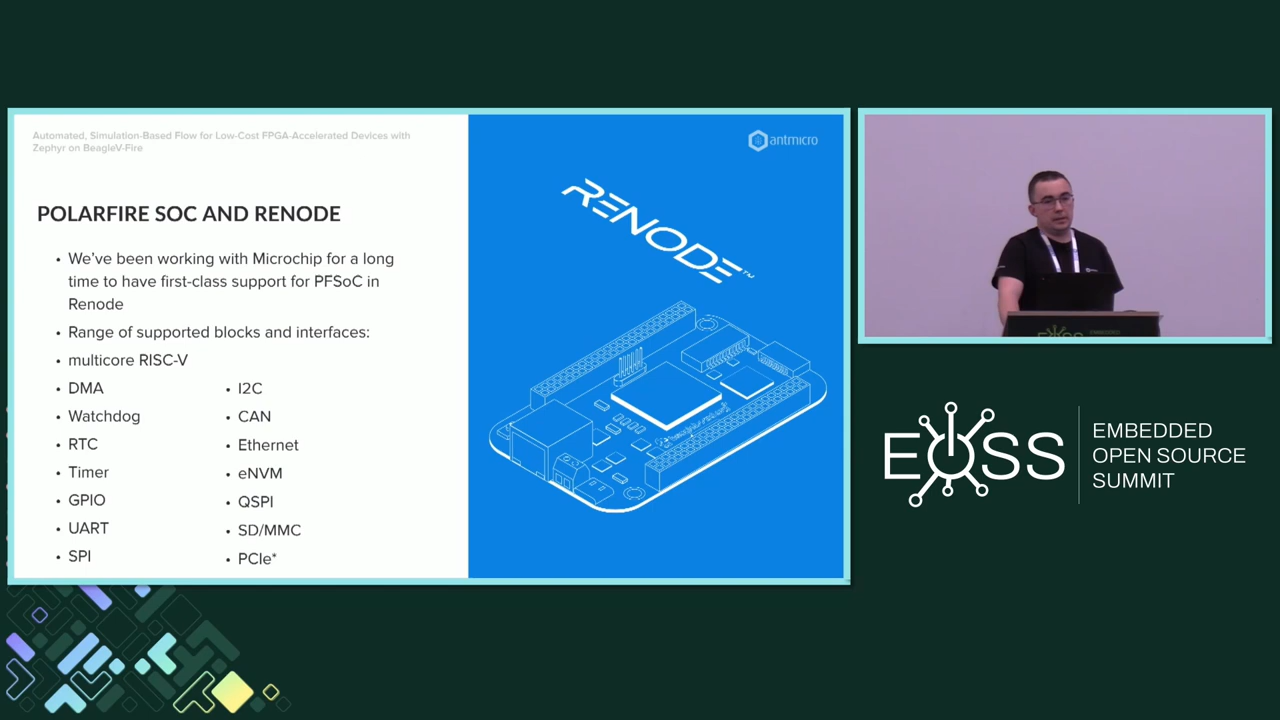 Automated, Simulation-Based Flow for Low-Cost FPGA-Accelerated Devices with
Zephyr on BeagleV-Fire
antmicro
POLARFIRE SOC AND RENODE
• We've been working with Microchip for a long
time to have first-class support for PFSoC in
Renode
• Range of supported blocks and interfaces:
• multicore RISC-V
• DMA
• Watchdog
• RTC
• Timer
• GPIO
• UART
• SPI
• I2C
• CAN
• Ethernet
• eNVM
• QSPI
• SD/MMC
• PCIe*
RENODE™
EOSS
EMBEDDED
OPEN SOURCE
SUMMIT